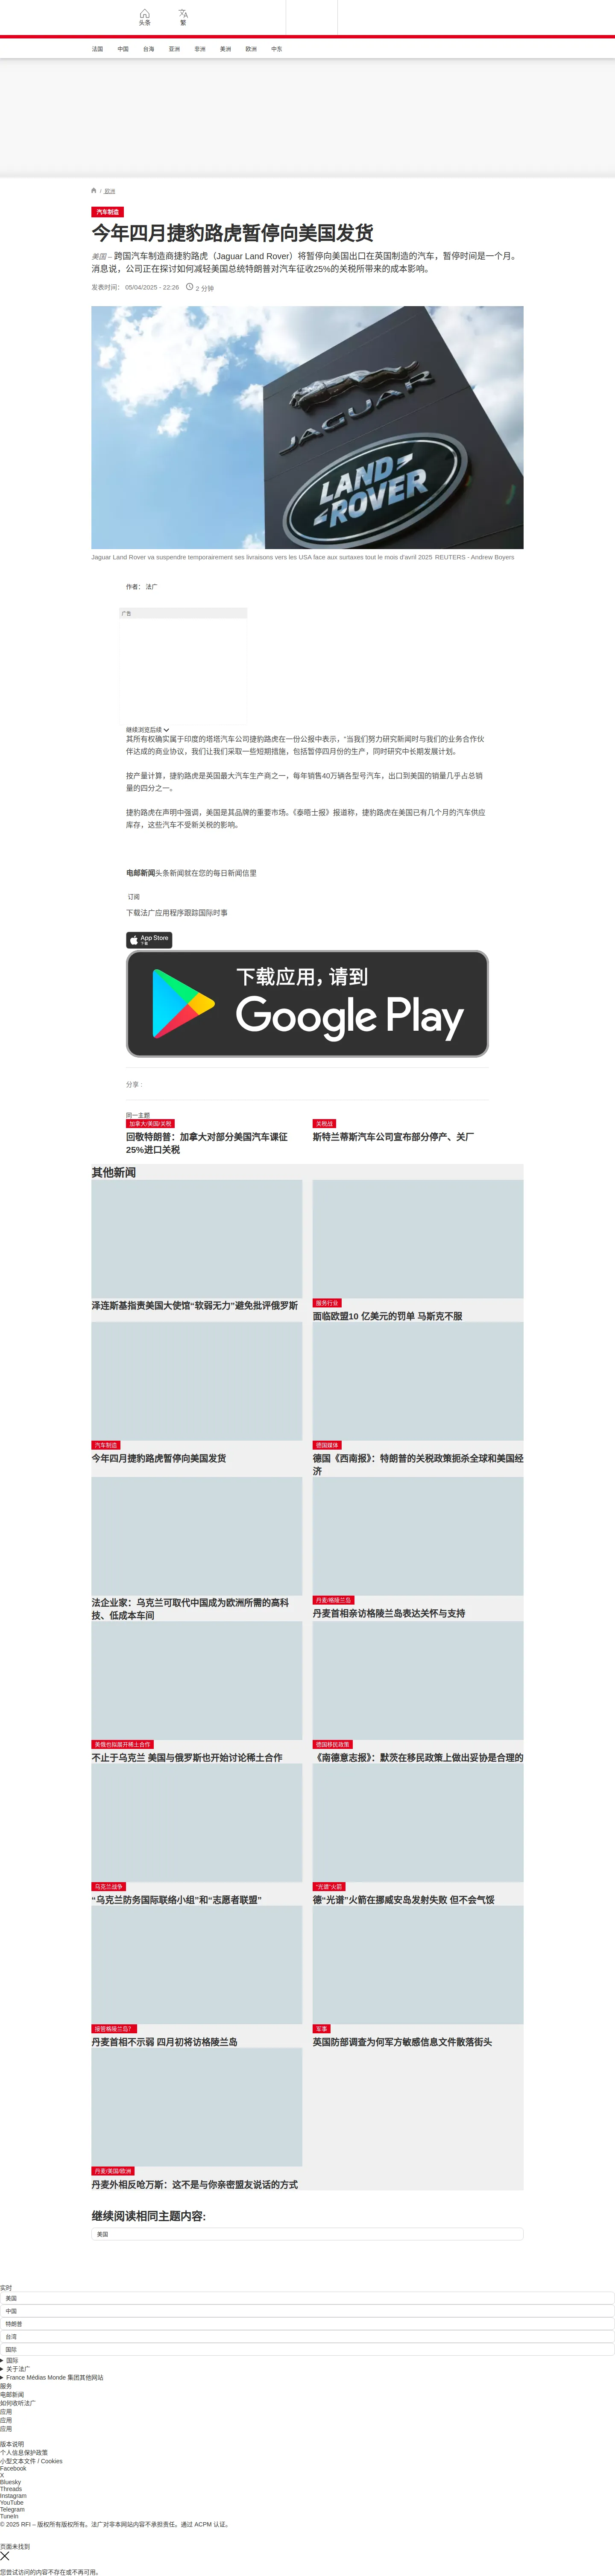 头条
繁
法国
中国
台海
亚洲
非洲
美洲
欧洲
中东
/ 欧洲
汽车制造
今年四月捷豹路虎暂停向美国发货
美国 – 跨国汽车制造商捷豹路虎（Jaguar Land Rover）将暂停向美国出口在英国制造的汽车，暂停时间是一个月。
消息说，公司正在探讨如何减轻美国总统特朗普对汽车征收25%的关税所带来的成本影响。
发表时间： 05/04/2025 - 22:26
2 分钟
JAGUAR
LAND
ROVER
Jaguar Land Rover va suspendre temporairement ses livraisons vers les USA face aux surtaxes tout le mois d'avril 2025 REUTERS - Andrew Boyers
作者： 法广
广告
继续浏览后续
其所有权确实属于印度的塔塔汽车公司捷豹路虎在一份公报中表示，“当我们努力研究新闻时与我们的业务合作伙
伴达成的商业协议，我们让我们采取一些短期措施，包括暂停四月份的生产，同时研究中长期发展计划。
按产量计算，捷豹路虎是英国最大汽车生产商之一，每年销售40万辆各型号汽车，出口到美国的销量几乎占总销
量的四分之一。
捷豹路虎在声明中强调，美国是其品牌的重要市场。《泰晤士报》报道称，捷豹路虎在美国已有几个月的汽车供应
库存，这些汽车不受新关税的影响。
电邮新闻头条新闻就在您的每日新闻信里
订阅
下载法广应用程序跟踪国际时事
App Store
下载
下载应用，请到
Google Play
分享 :
同一主题
加拿大/美国/关税
回敬特朗普：加拿大对部分美国汽车课征
25%进口关税
关税战
斯特兰蒂斯汽车公司宣布部分停产、关厂
其他新闻
泽连斯基指责美国大使馆“软弱无力”避免批评俄罗斯
服务行业
面临欧盟10 亿美元的罚单 马斯克不服
汽车制造
今年四月捷豹路虎暂停向美国发货
德国媒体
德国《西南报》：特朗普的关税政策扼杀全球和美国经
济
法企业家：乌克兰可取代中国成为欧洲所需的高科
技、低成本车间
丹麦/格陵兰岛
丹麦首相亲访格陵兰岛表达关怀与支持
美俄也拟展开稀土合作
不止于乌克兰 美国与俄罗斯也开始讨论稀土合作
德国移民政策
《南德意志报》：默茨在移民政策上做出妥协是合理的
乌克兰战争
“乌克兰防务国际联络小组”和“志愿者联盟”
“光谱”火箭
德“光谱”火箭在挪威安岛发射失败 但不会气馁
接管格陵兰岛？
丹麦首相不示弱 四月初将访格陵兰岛
军事
英国防部调查为何军方敏感信息文件散落街头
丹麦/美国/欧洲
丹麦外相反呛万斯：这不是与你亲密盟友说话的方式
继续阅读相同主题内容:
美国
实时
美国
中国
特朗普
台湾
国际
国际
关于法广
France Médias Monde 集团其他网站
服务
电邮新闻
如何收听法广
应用
应用
应用
版本说明
个人信息保护政策
小型文本文件 / Cookies
Facebook
X
Bluesky
Threads
Instagram
YouTube
Telegram
TuneIn
© 2025 RFI – 版权所有版权所有。法广对非本网站内容不承担责任。通过 ACPM 认证。
页面未找到
您尝试访问的内容不存在或不再可用。